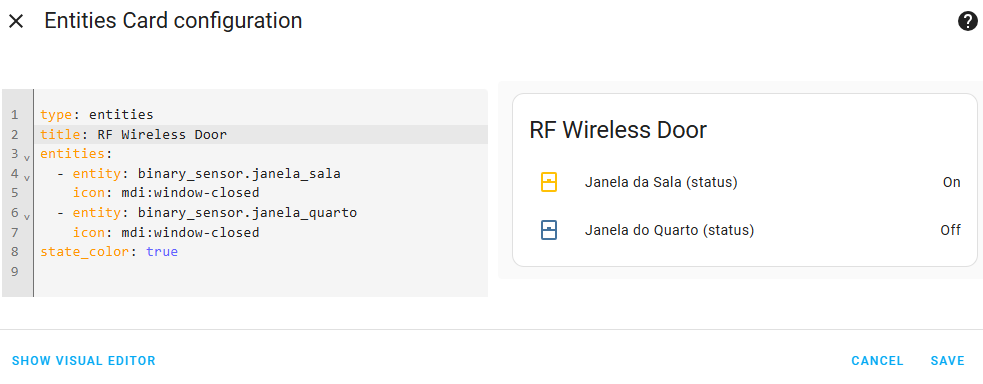 Entities Card configuration
1 type: entities
2 title: RF Wireless Door
3 entities:
4 - entity: binary_sensor.janela_sala
5 icon: mdi:window-closed
6 - entity: binary_sensor.janela_quarto
7 icon: mdi:window-closed
8 state_color: true
9
RF Wireless Door
Janela da Sala (status) On
Janela do Quarto (status) Off
SHOW VISUAL EDITOR CANCEL SAVE